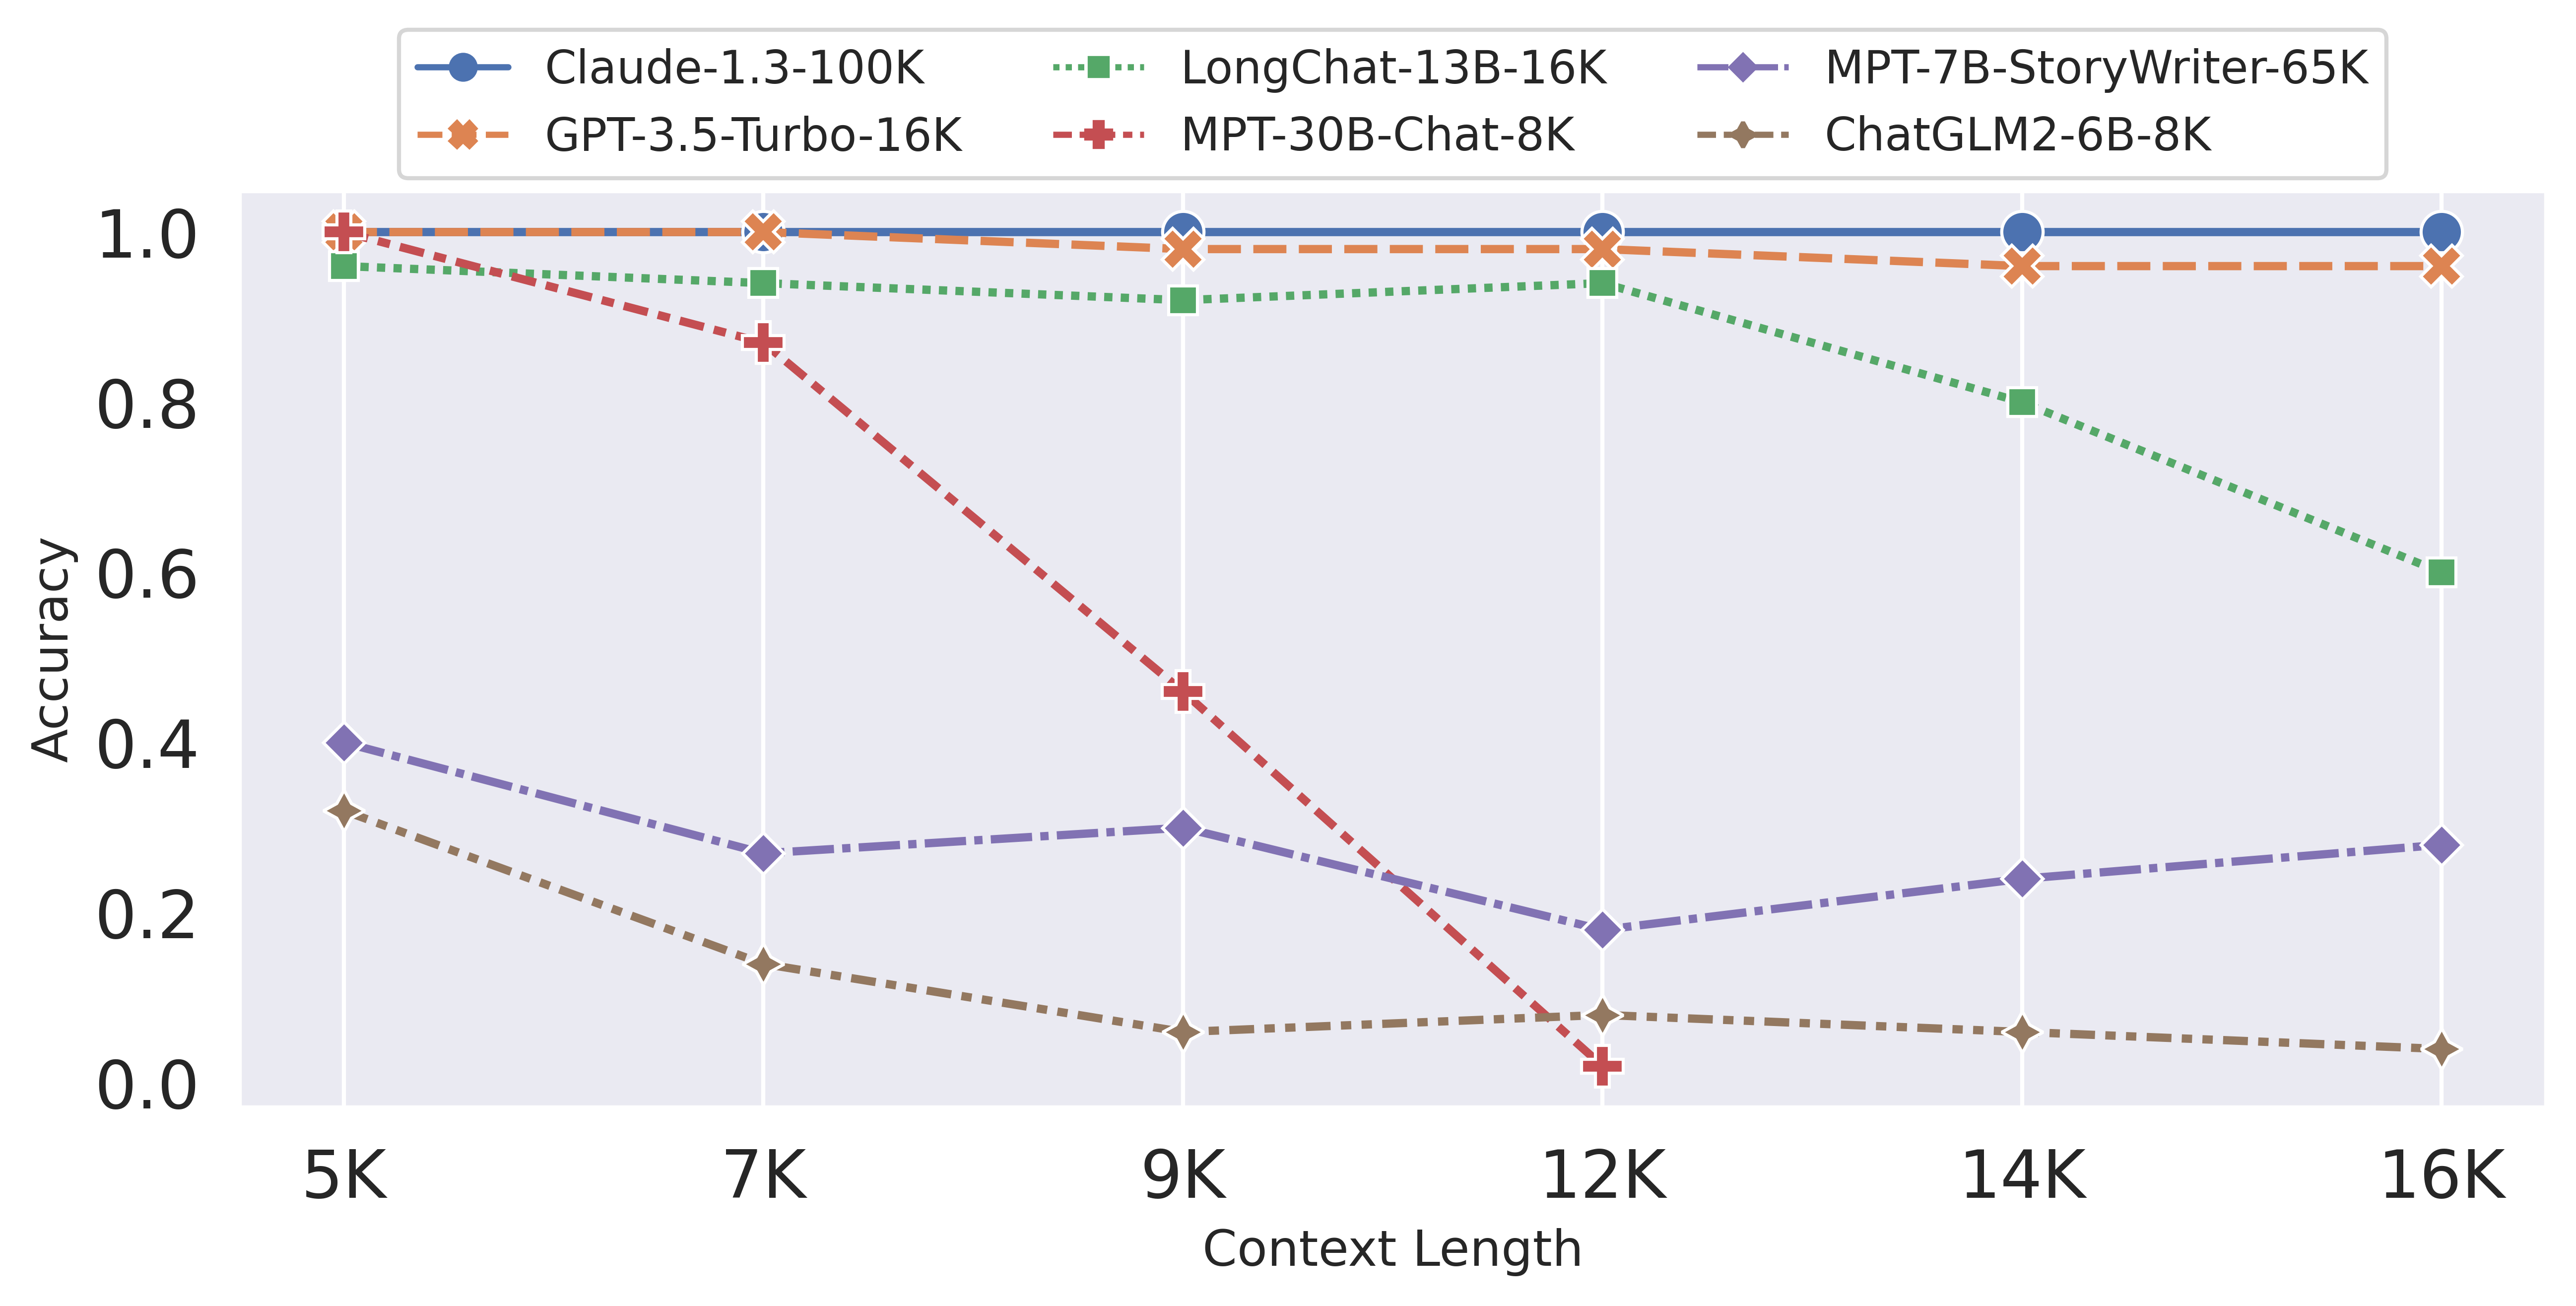 Claude-1.3-100K
GPT-3.5-Turbo-16K
LongChat-13B-16K
MPT-30B-Chat-8K
MPT-7B-StoryWriter-65K
ChatGLM2-6B-8K
Accuracy
1.0
0.8
0.6
0.4
0.2
0.0
5K 7K 9K 12K 14K 16K
Context Length